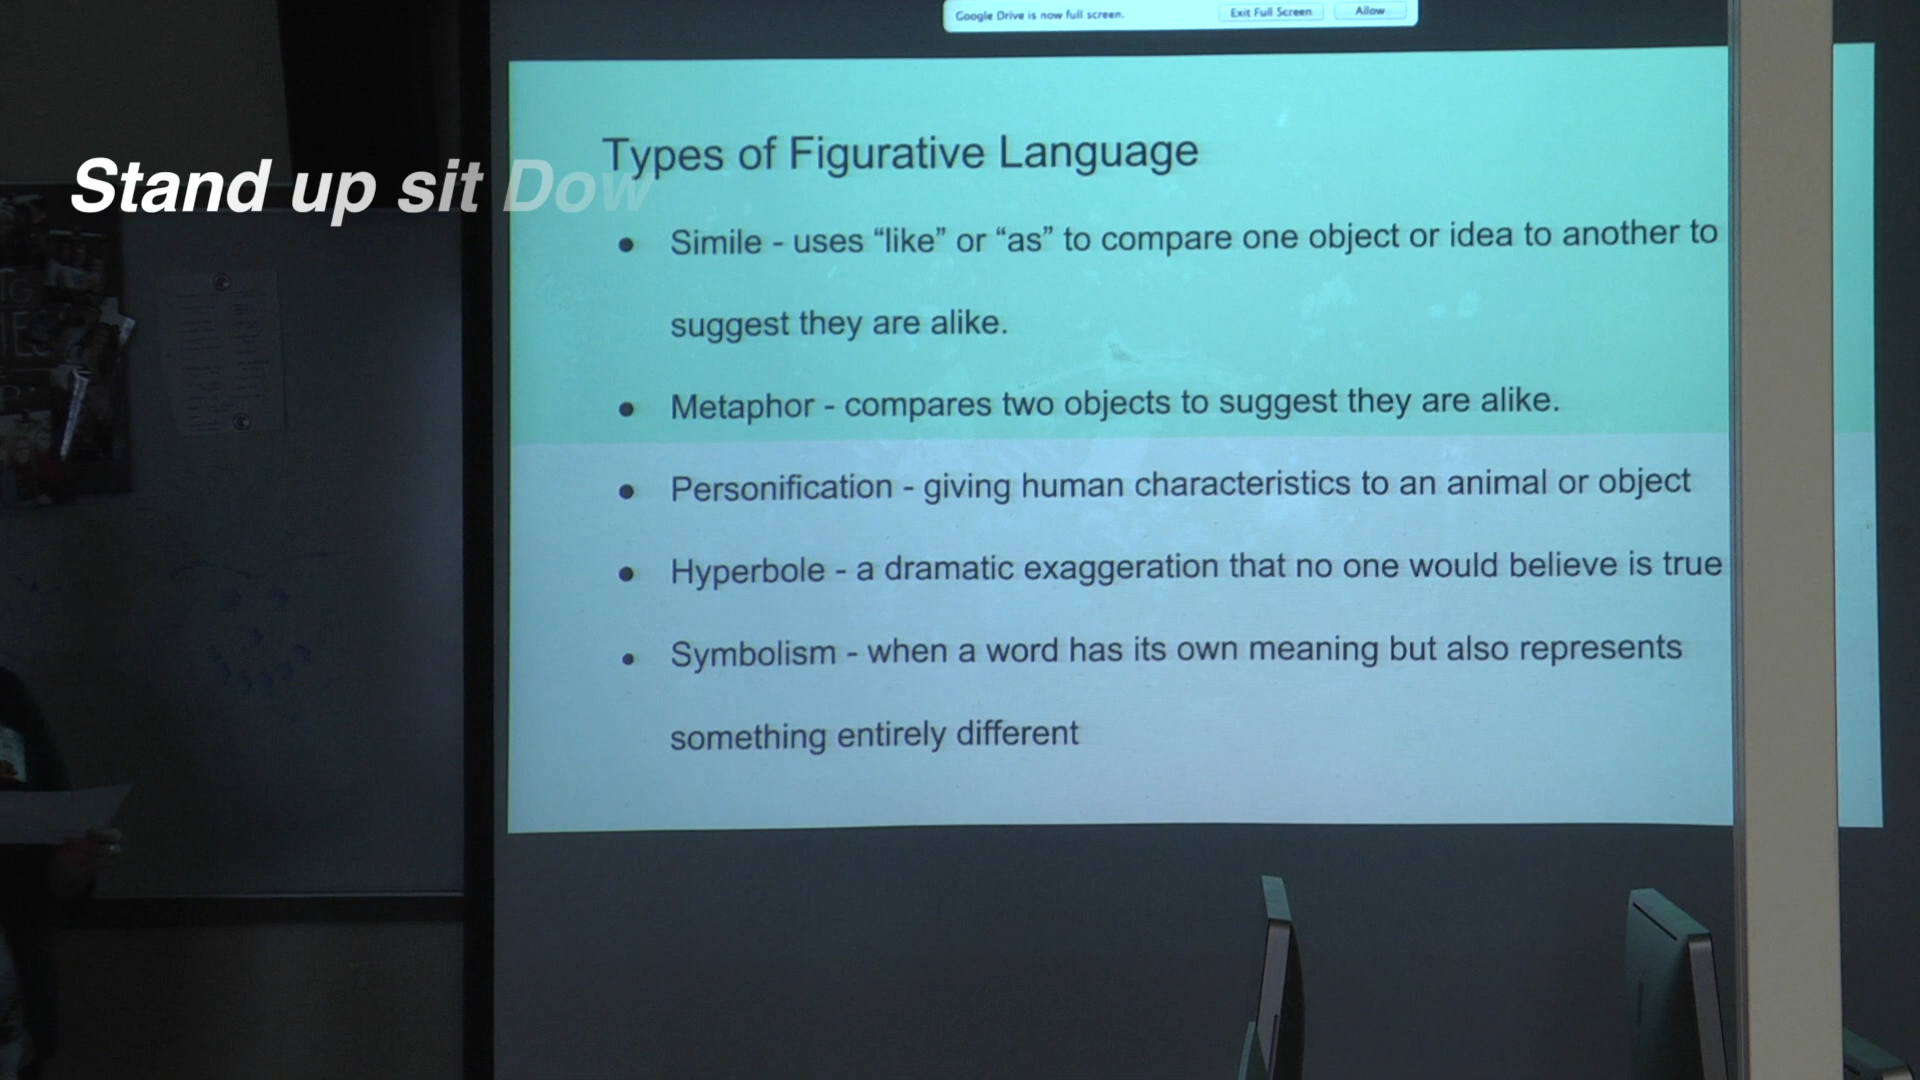 Google Drive is now full screen. Exit Full Screen Allow
Types of Figurative Language
Stand up sit Dow
● Simile - uses “like” or “as” to compare one object or idea to another to
suggest they are alike.
● Metaphor - compares two objects to suggest they are alike.
● Personification - giving human characteristics to an animal or object
● Hyperbole - a dramatic exaggeration that no one would believe is true
● Symbolism - when a word has its own meaning but also represents
something entirely different